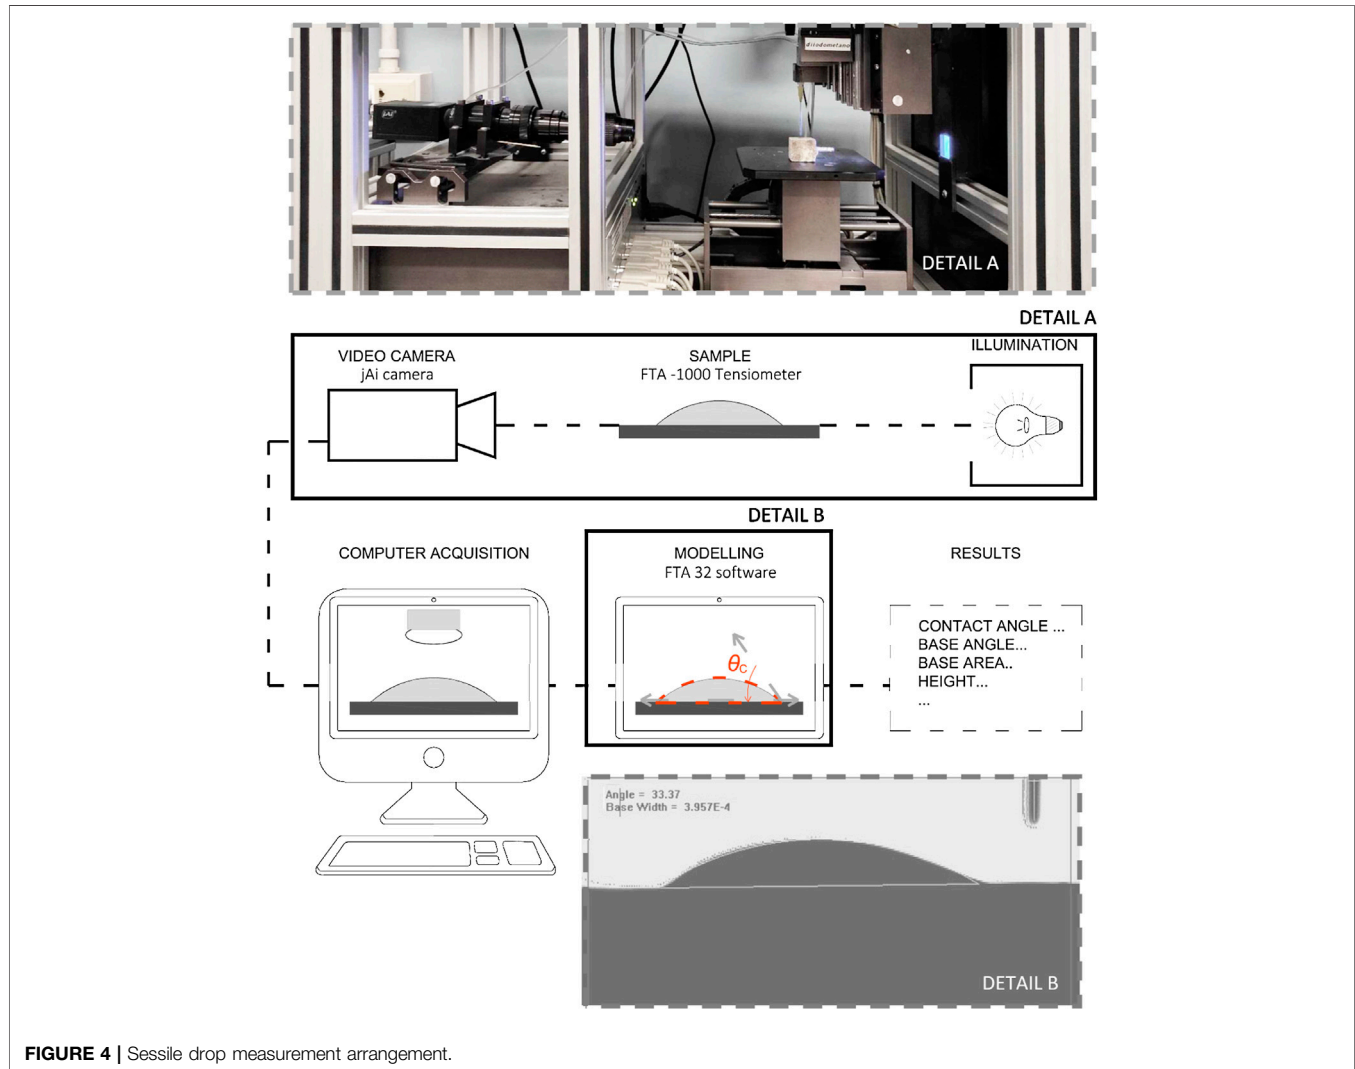 jAi
diiodometano
DETAIL A
DETAIL A
VIDEO CAMERA
jAi camera
SAMPLE
FTA -1000 Tensiometer
ILLUMINATION
DETAIL B
COMPUTER ACQUISITION
MODELLING
FTA 32 software
RESULTS
θc
CONTACT ANGLE ...
BASE ANGLE...
BASE AREA..
HEIGHT...
...
Angle = 33.37
Base Width = 3.957E-4
DETAIL B
FIGURE 4 | Sessile drop measurement arrangement.